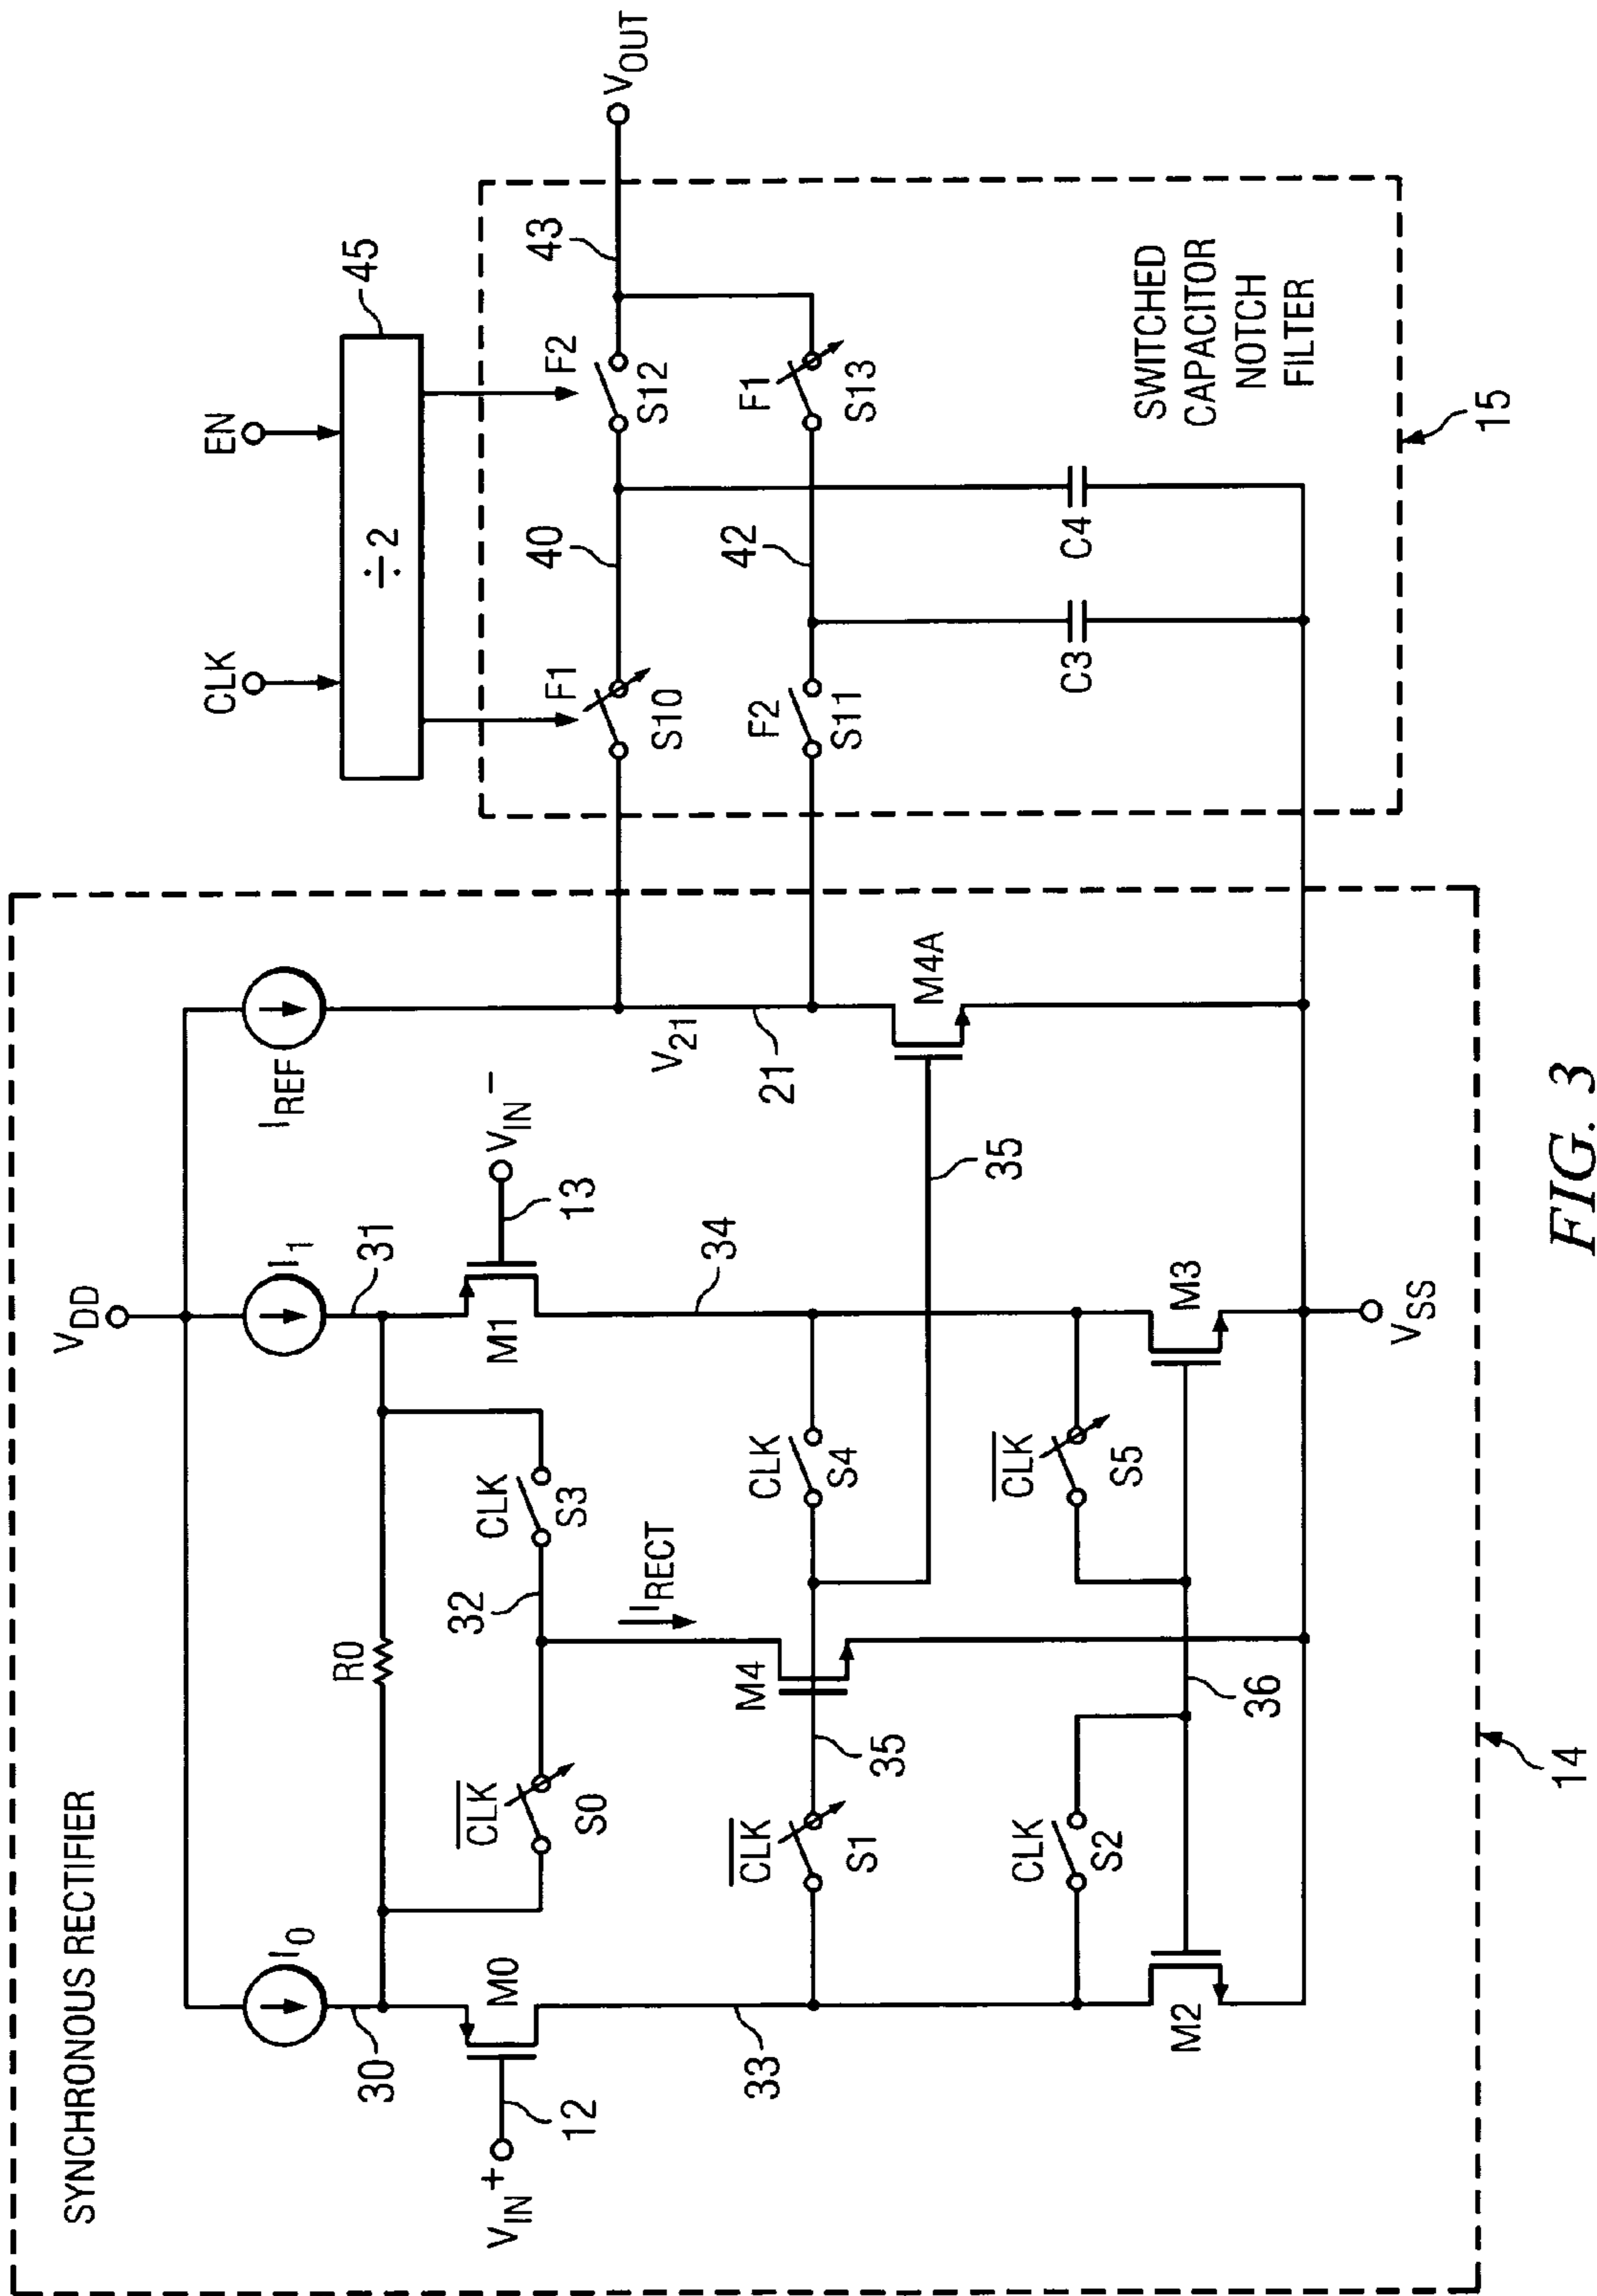 SYNCHRONOUS RECTIFIER
V_DD
I_0
I_1
I_REF
30
31
R0
V_IN^+
12
M0
M1
13
V_IN^-
C̅L̅K̅
S0
32
CLK
S3
I_RECT
33
34
V_21
21
C̅L̅K̅
S1
35
M4
CLK
S4
35
M4A
CLK
S2
C̅L̅K̅
S5
M2
36
M3
V_SS
14
CLK
EN
÷2
45
F1
S10
40
F2
S12
43
V_OUT
F2
S11
42
F1
S13
C3
C4
SWITCHED
CAPACITOR
NOTCH
FILTER
15
FIG. 3